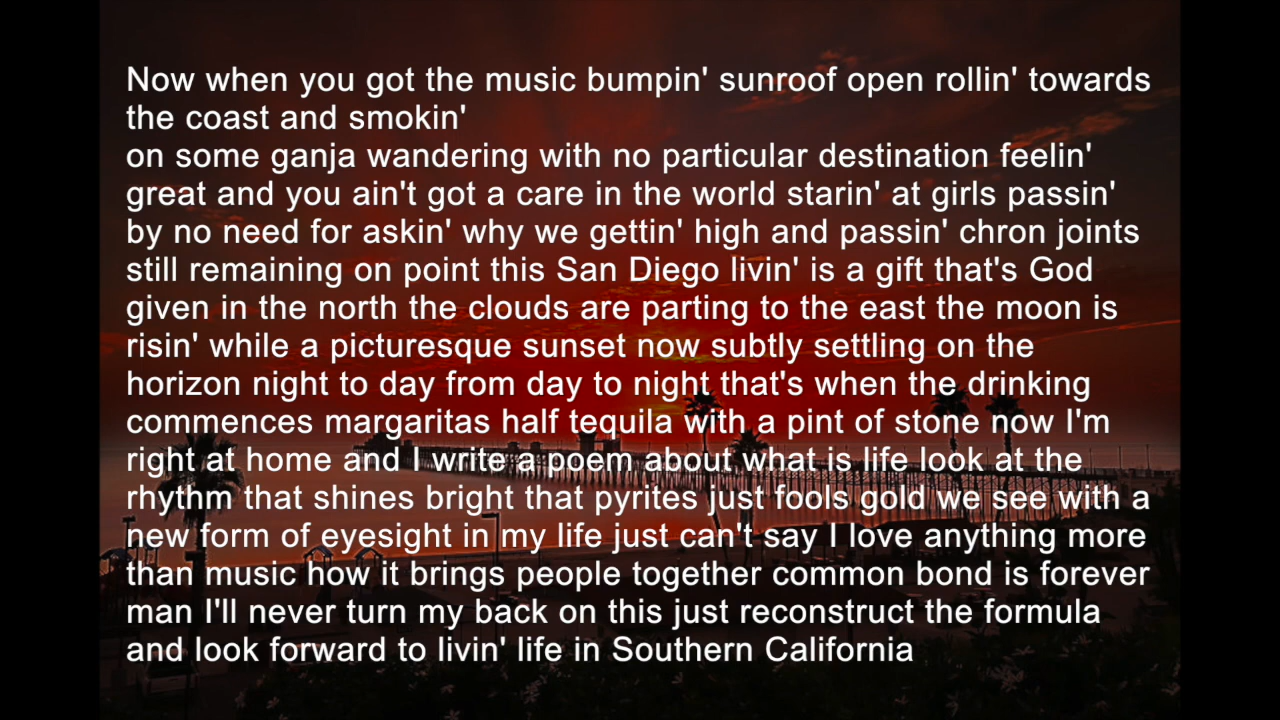 Now when you got the music bumpin' sunroof open rollin' towards
the coast and smokin'
on some ganja wandering with no particular destination feelin'
great and you ain't got a care in the world starin' at girls passin'
by no need for askin' why we gettin' high and passin' chron joints
still remaining on point this San Diego livin' is a gift that's God
given in the north the clouds are parting to the east the moon is
risin' while a picturesque sunset now subtly settling on the
horizon night to day from day to night that's when the drinking
commences margaritas half tequila with a pint of stone now I'm
right at home and I write a poem about what is life look at the
rhythm that shines bright that pyrites just fools gold we see with a
new form of eyesight in my life just can't say I love anything more
than music how it brings people together common bond is forever
man I'll never turn my back on this just reconstruct the formula
and look forward to livin' life in Southern California